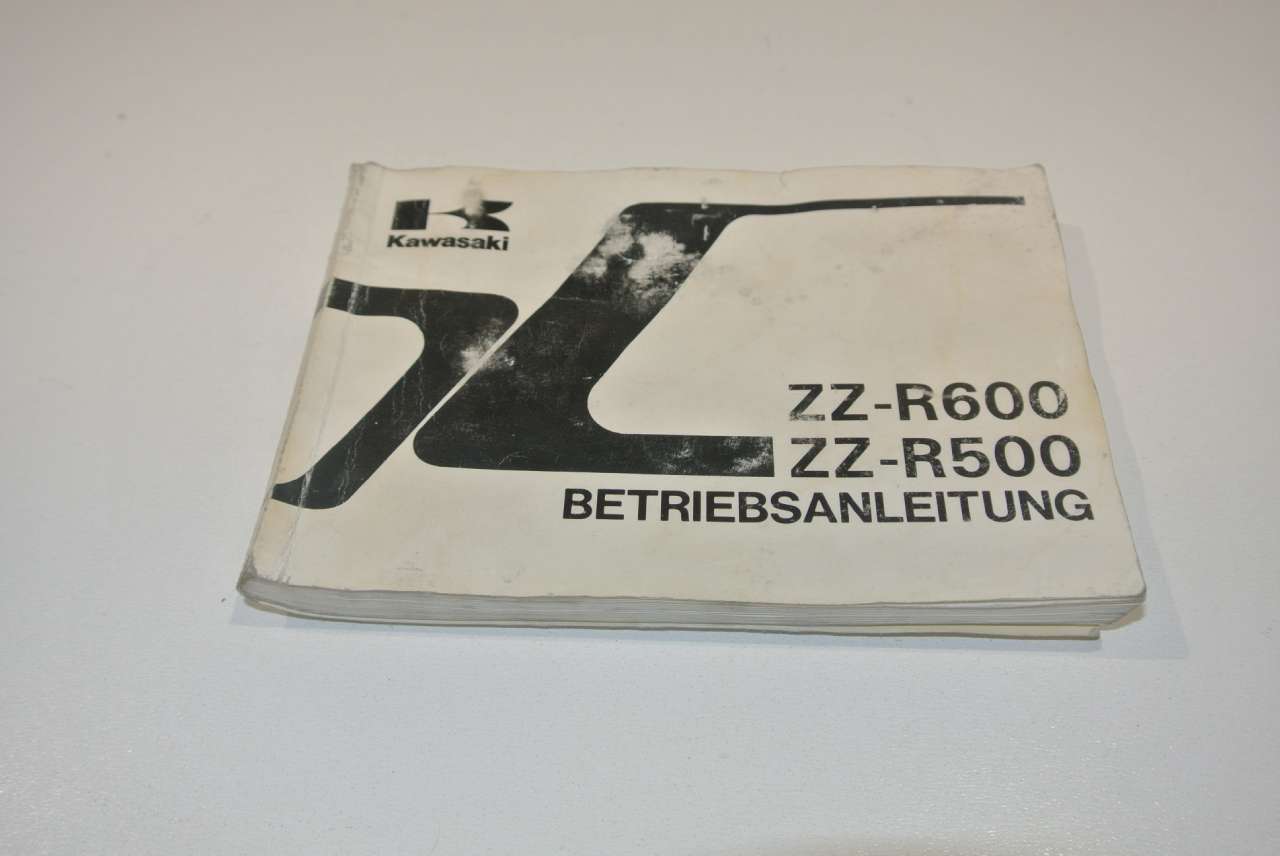 Kawasaki
ZZ-R600
ZZ-R500
BETRIEBSANLEITUNG